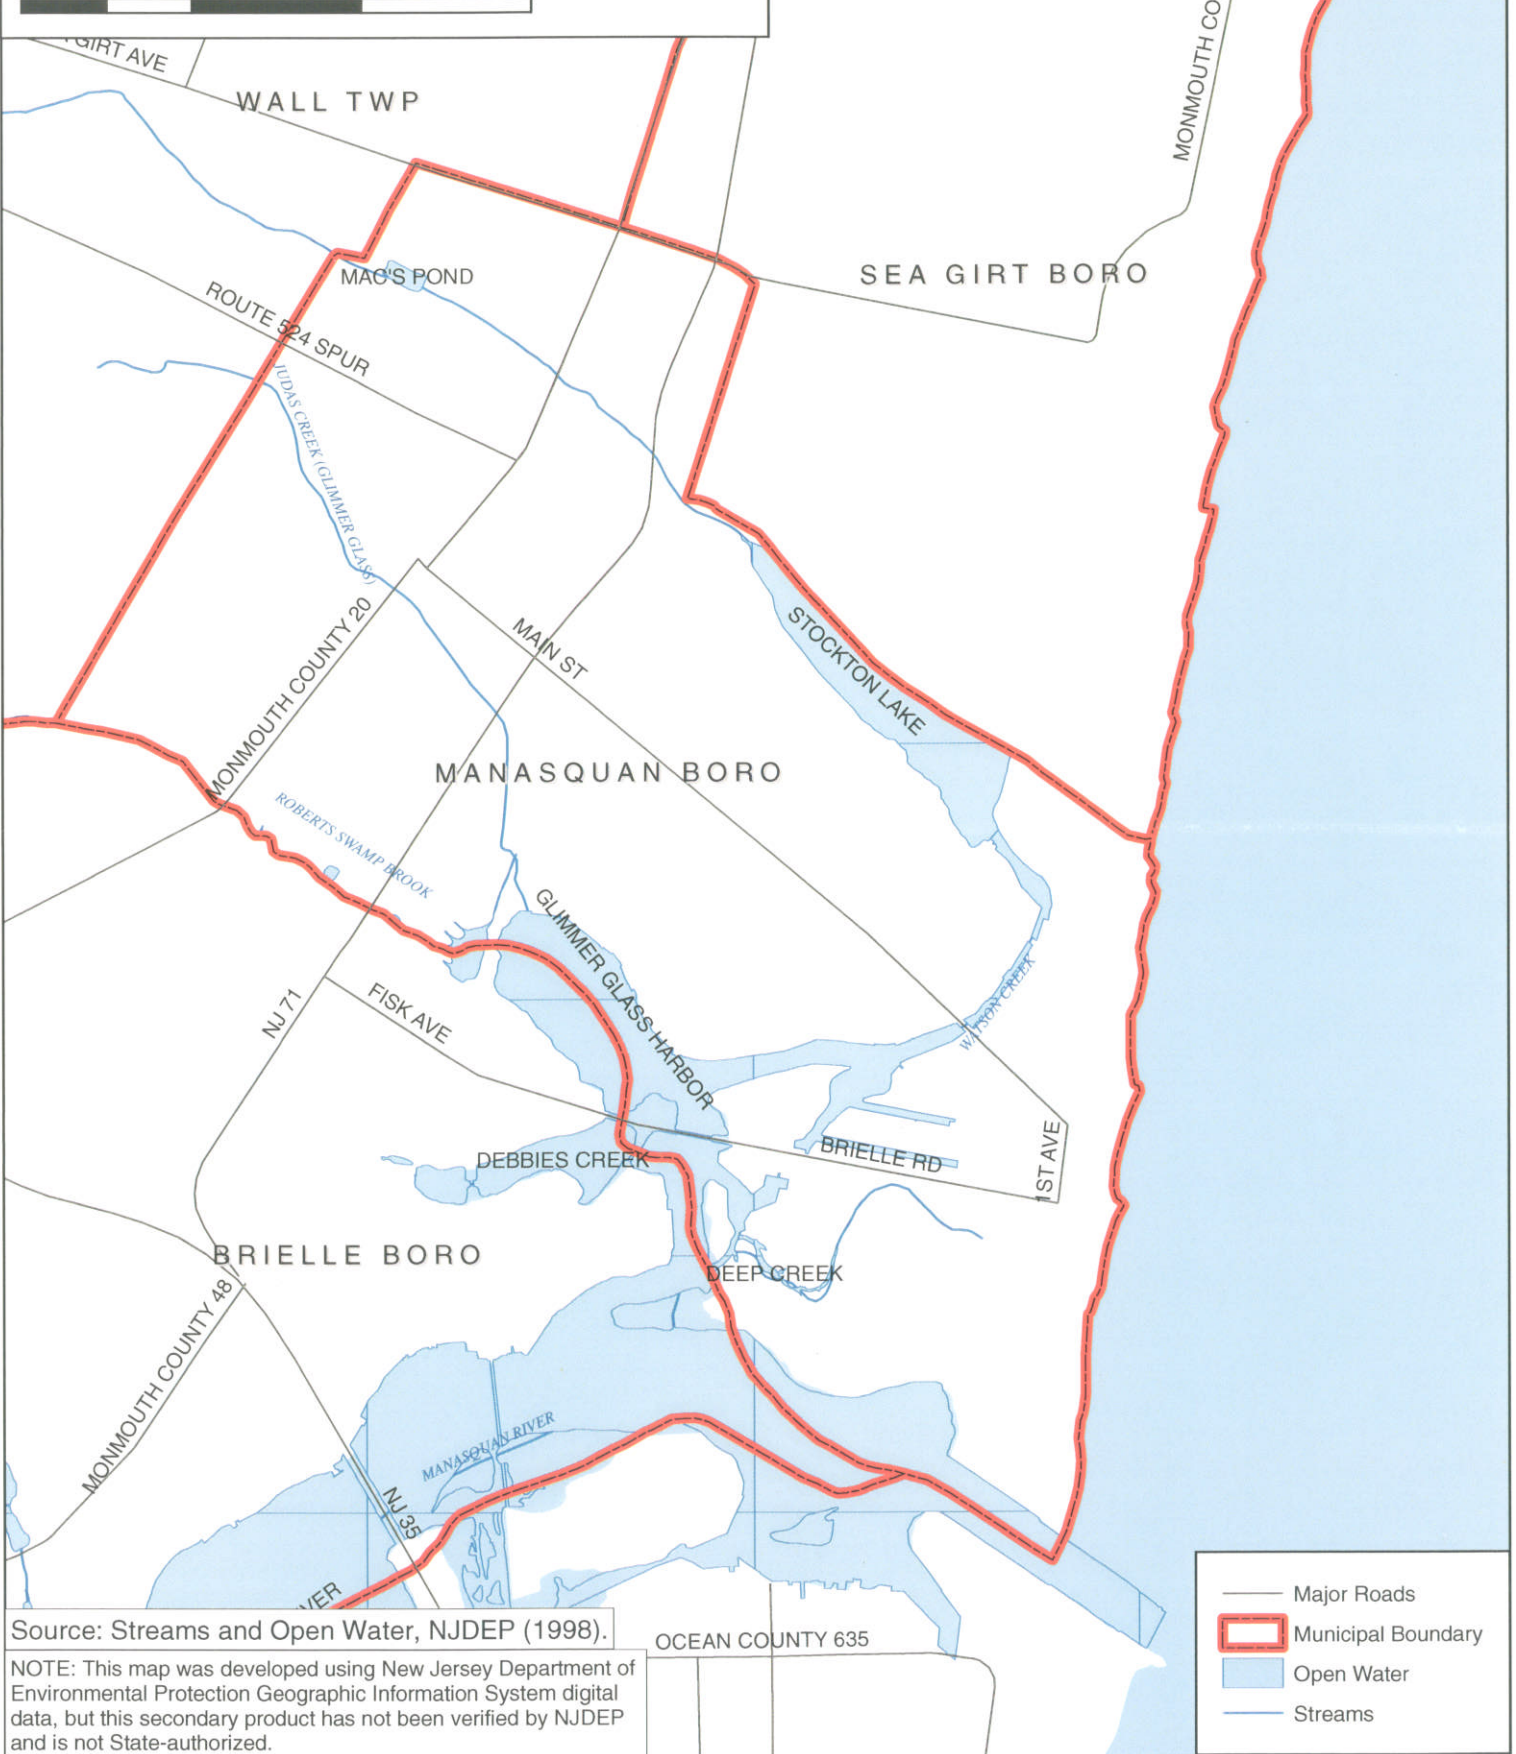 GIRT AVE
MONMOUTH CO
WALL TWP
MAC'S POND
SEA GIRT BORO
ROUTE 524 SPUR
JUDAS CREEK (GLIMMER GLASS)
MONMOUTH COUNTY 20
MAIN ST
STOCKTON LAKE
MANASQUAN BORO
ROBERTS SWAMP BROOK
GLIMMER GLASS HARBOR
WATSON CREEK
NJ 71
FISK AVE
DEBBIES CREEK
BRIELLE RD
1ST AVE
BRIELLE BORO
DEEP CREEK
MONMOUTH COUNTY 48
MANASQUAN RIVER
NJ 35
VER
Source: Streams and Open Water, NJDEP (1998).
OCEAN COUNTY 635
NOTE: This map was developed using New Jersey Department of
Environmental Protection Geographic Information System digital
data, but this secondary product has not been verified by NJDEP
and is not State-authorized.
Major Roads
Municipal Boundary
Open Water
Streams